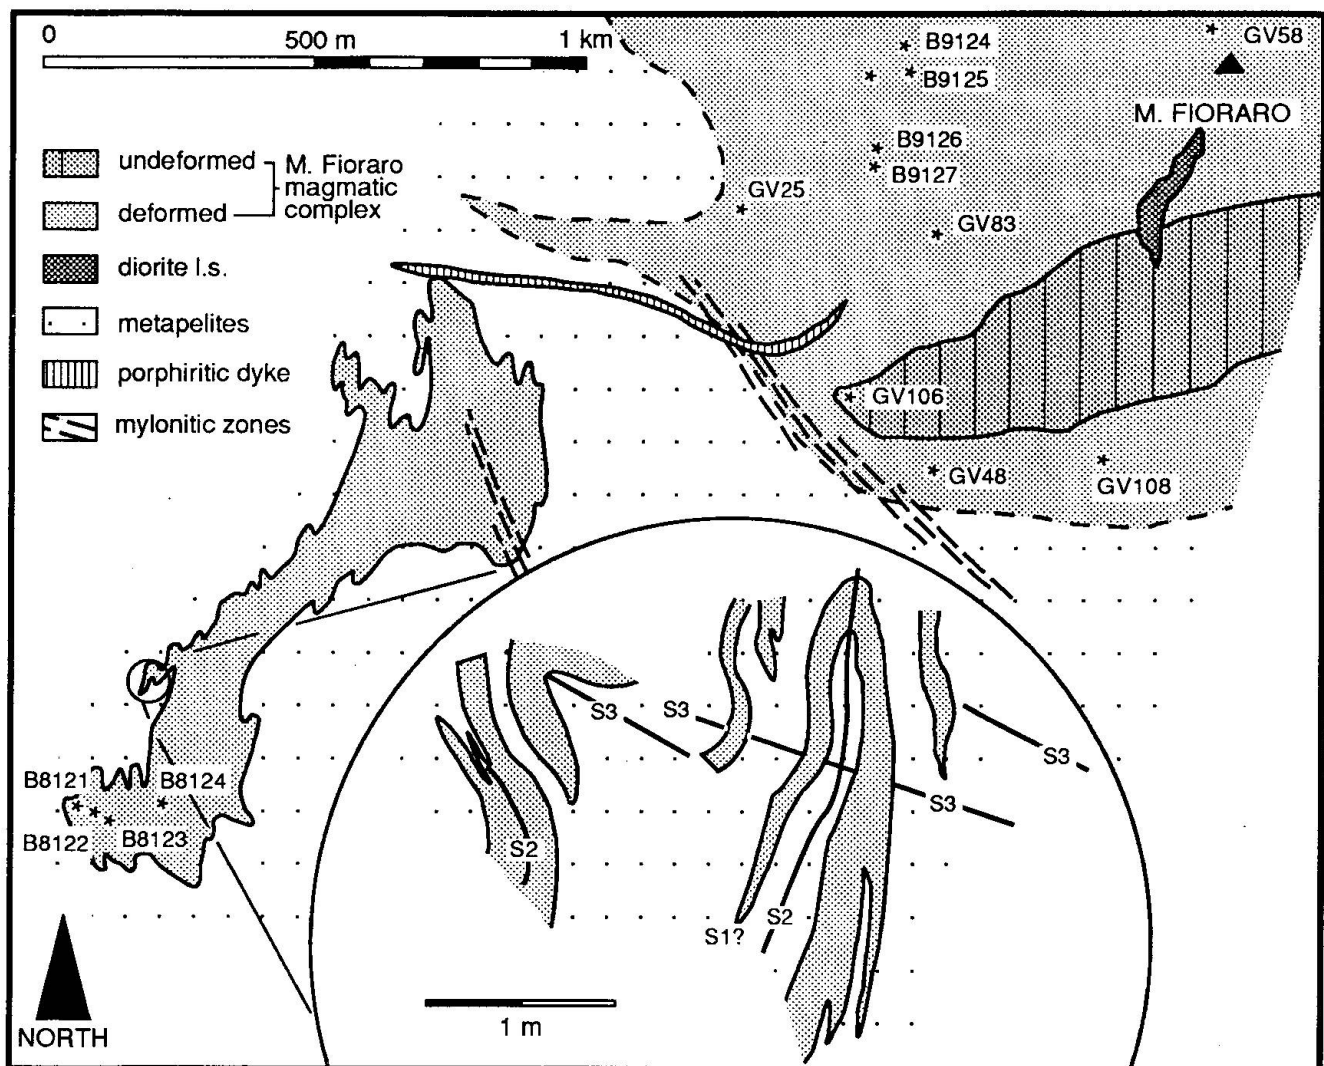 0 500 m 1 km
B9124
GV58
B9125
M. FIORARO
B9126
B9127
GV25
GV83
undeformed
deformed
M. Fioraro
magmatic
complex
diorite l.s.
metapelites
porphiritic dyke
mylonitic zones
GV106
GV48
GV108
S3
S3
S3
S3
S2
S2
S1?
B8121
B8124
B8122
B8123
NORTH
1 m